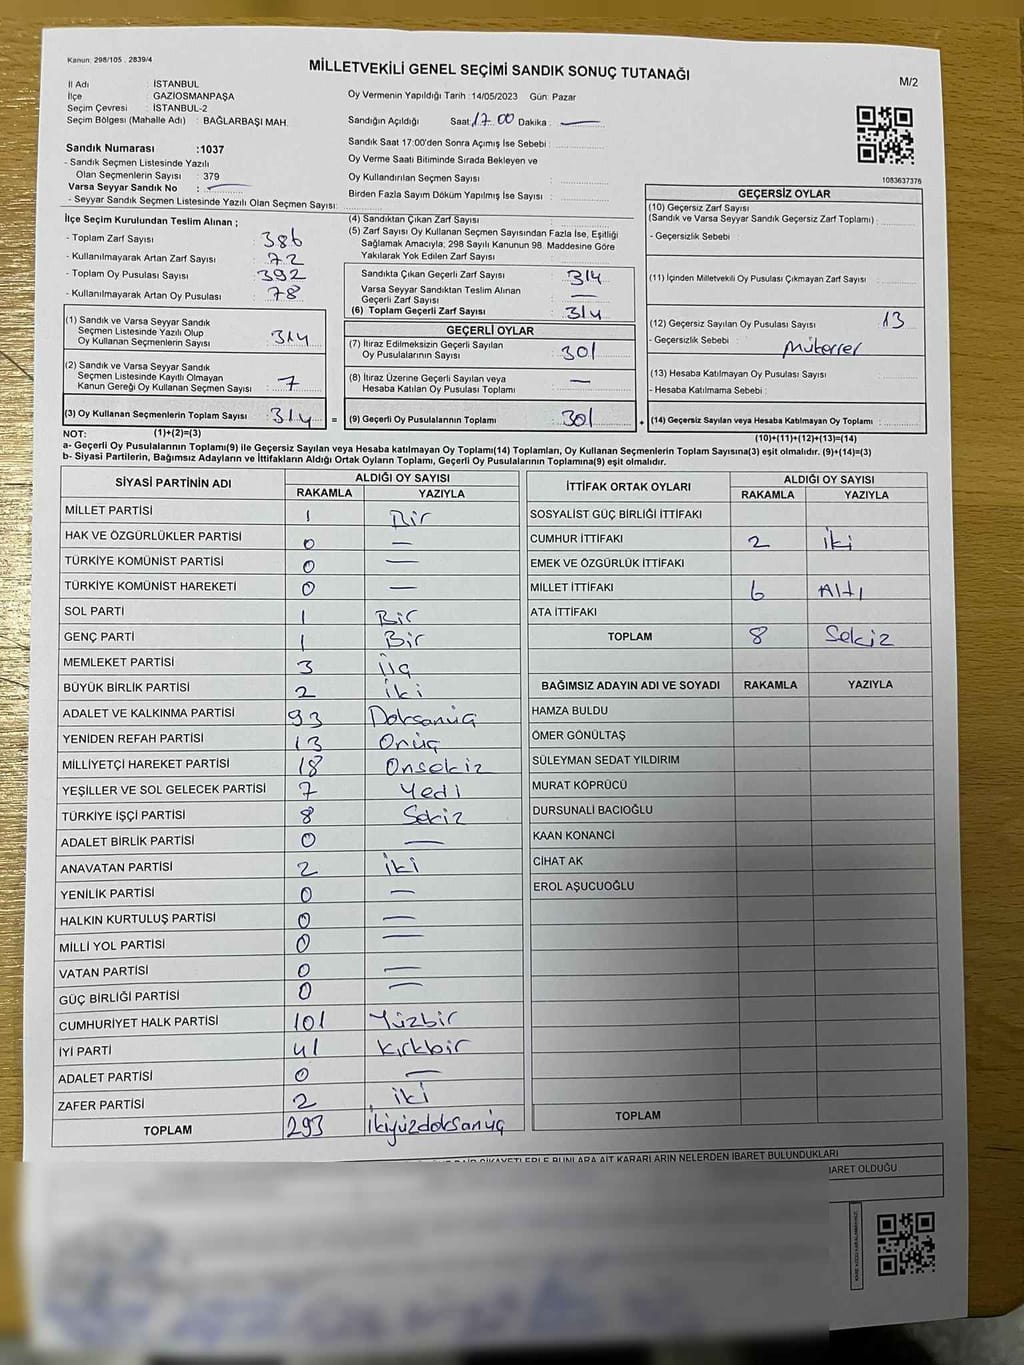 Kanun: 298/105 , 2839/4
MİLLETVEKİLİ GENEL SEÇİMİ SANDIK SONUÇ TUTANAĞI
M/2
İl Adı : İSTANBUL
İlçe : GAZİOSMANPAŞA
Seçim Çevresi : İSTANBUL-2
Seçim Bölgesi (Mahalle Adı) : BAĞLARBAŞI MAH.
Oy Vermenin Yapıldığı Tarih :14/05/2023 Gün: Pazar
Sandığın Açıldığı Saat: 17.00 Dakika : —
Sandık Saat 17:00'den Sonra Açımış İse Sebebi :
Oy Verme Saati Bitiminde Sırada Bekleyen ve
Oy Kullandırılan Seçmen Sayısı :
Birden Fazla Sayım Döküm Yapılmış İse Sayısı :
1083637376
Sandık Numarası :1037
- Sandık Seçmen Listesinde Yazılı
Olan Seçmenlerin Sayısı : 379
Varsa Seyyar Sandık No : —
- Seyyar Sandık Listesinde Yazılı Olan Seçmen Sayısı:
İlçe Seçim Kurulundan Teslim Alınan ;
- Toplam Zarf Sayısı : 386
- Kullanılmayarak Artan Zarf Sayısı : 72
- Toplam Oy Pusulası Sayısı : 392
- Kullanılmayarak Artan Oy Pusulası : 78
(1) Sandık ve Varsa Seyyar Sandık
Seçmen Listesinde Yazılı Olup
Oy Kullanan Seçmenlerin Sayısı : 314
(2) Sandık ve Varsa Seyyar Sandık
Seçmen Listesinde Kayıtlı Olmayan
Kanun Gereği Oy Kullanan Seçmen Sayısı : 7
(3) Oy Kullanan Seçmenlerin Toplam Sayısı : 314 =
(4) Sandıktan Çıkan Zarf Sayısı :
(5) Zarf Sayısı Oy Kullanan Seçmen Sayısından Fazla İse, Eşitliği
Sağlamak Amacıyla; 298 Sayılı Kanunun 98. Maddesine Göre
Yakılarak Yok Edilen Zarf Sayısı :
Sandıkta Çıkan Geçerli Zarf Sayısı : 314
Varsa Seyyar Sandıktan Teslim Alınan
Geçerli Zarf Sayısı : —
(6) Toplam Geçerli Zarf Sayısı : 314
GEÇERLİ OYLAR
(7) İtiraz Edilmeksizin Geçerli Sayılan
Oy Pusulalarının Sayısı : 301
(8) İtiraz Üzerine Geçerli Sayılan veya
Hesaba Katılan Oy Pusulası Toplamı : —
(9) Geçerli Oy Pusulalarının Toplamı : 301 +
GEÇERSİZ OYLAR
(10) Geçersiz Zarf Sayısı
(Sandık ve Varsa Seyyar Sandık Geçersiz Zarf Toplamı) :
- Geçersizlik Sebebi :
(11) İçinden Milletvekili Oy Pusulası Çıkmayan Zarf Sayısı :
(12) Geçersiz Sayılan Oy Pusulası Sayısı : 13
- Geçersizlik Sebebi : Mükerrer
(13) Hesaba Katılmayan Oy Pusulası Sayısı :
- Hesaba Katılmama Sebebi :
(14) Geçersiz Sayılan veya Hesaba Katılmayan Oy Toplamı :
NOT: (1)+(2)=(3)
(10)+(11)+(12)+(13)=(14)
a- Geçerli Oy Pusulalarının Toplamı(9) ile Geçersiz Sayılan veya Hesaba katılmayan Oy Toplamı(14) Toplamları, Oy Kullanan Seçmenlerin Toplam Sayısına(3) eşit olmalıdır. (9)+(14)=(3)
b- Siyasi Partilerin, Bağımsız Adayların ve İttifakların Aldığı Ortak Oyların Toplamı, Geçerli Oy Pusulalarının Toplamına(9) eşit olmalıdır.
SİYASİ PARTİNİN ADI ALDIĞI OY SAYISI
RAKAMLA YAZIYLA
MİLLET PARTİSİ 1 Bir
HAK VE ÖZGÜRLÜKLER PARTİSİ 0 —
TÜRKİYE KOMÜNİST PARTİSİ 0 —
TÜRKİYE KOMÜNİST HAREKETİ 0 —
SOL PARTİ 1 Bir
GENÇ PARTİ 1 Bir
MEMLEKET PARTİSİ 3 üç
BÜYÜK BİRLİK PARTİSİ 2 iki
ADALET VE KALKINMA PARTİSİ 93 Doksanüç
YENİDEN REFAH PARTİSİ 13 Onüç
MİLLİYETÇİ HAREKET PARTİSİ 18 Onsekiz
YEŞİLLER VE SOL GELECEK PARTİSİ 7 Yedi
TÜRKİYE İŞÇİ PARTİSİ 8 Sekiz
ADALET BİRLİK PARTİSİ 0 —
ANAVATAN PARTİSİ 2 iki
YENİLİK PARTİSİ 0 —
HALKIN KURTULUŞ PARTİSİ 0 —
MİLLİ YOL PARTİSİ 0 —
VATAN PARTİSİ 0 —
GÜÇ BİRLİĞİ PARTİSİ 0 —
CUMHURİYET HALK PARTİSİ 101 Yüzbir
İYİ PARTİ 41 Kırkbir
ADALET PARTİSİ 0 —
ZAFER PARTİSİ 2 iki
TOPLAM 293 ikiyüzdoksanüç
İTTİFAK ORTAK OYLARI ALDIĞI OY SAYISI
RAKAMLA YAZIYLA
SOSYALİST GÜÇ BİRLİĞİ İTTİFAKI
CUMHUR İTTİFAKI 2 iki
EMEK VE ÖZGÜRLÜK İTTİFAKI
MİLLET İTTİFAKI 6 Altı
ATA İTTİFAKI
TOPLAM 8 Sekiz
BAĞIMSIZ ADAYIN ADI VE SOYADI RAKAMLA YAZIYLA
HAMZA BULDU
ÖMER GÖNÜLTAŞ
SÜLEYMAN SEDAT YILDIRIM
MURAT KÖPRÜCÜ
DURSUNALİ BACIOĞLU
KAAN KONANCİ
CİHAT AK
EROL AŞUCUOĞLU
TOPLAM
ŞİKAYETLERLE BUNLARA AİT KARARLARIN NELERDEN İBARET BULUNDUKLARI
BARET OLDUĞU